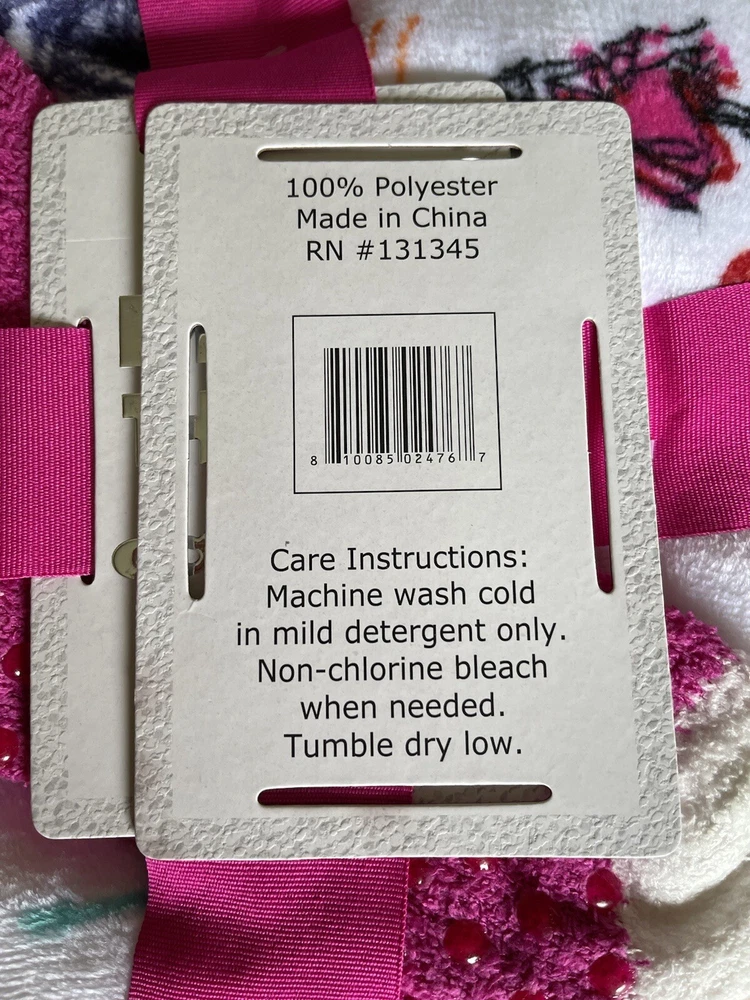 100% Polyester
Made in China
RN #131345
8 10085 02476 7
Care Instructions:
Machine wash cold
in mild detergent only.
Non-chlorine bleach
when needed.
Tumble dry low.